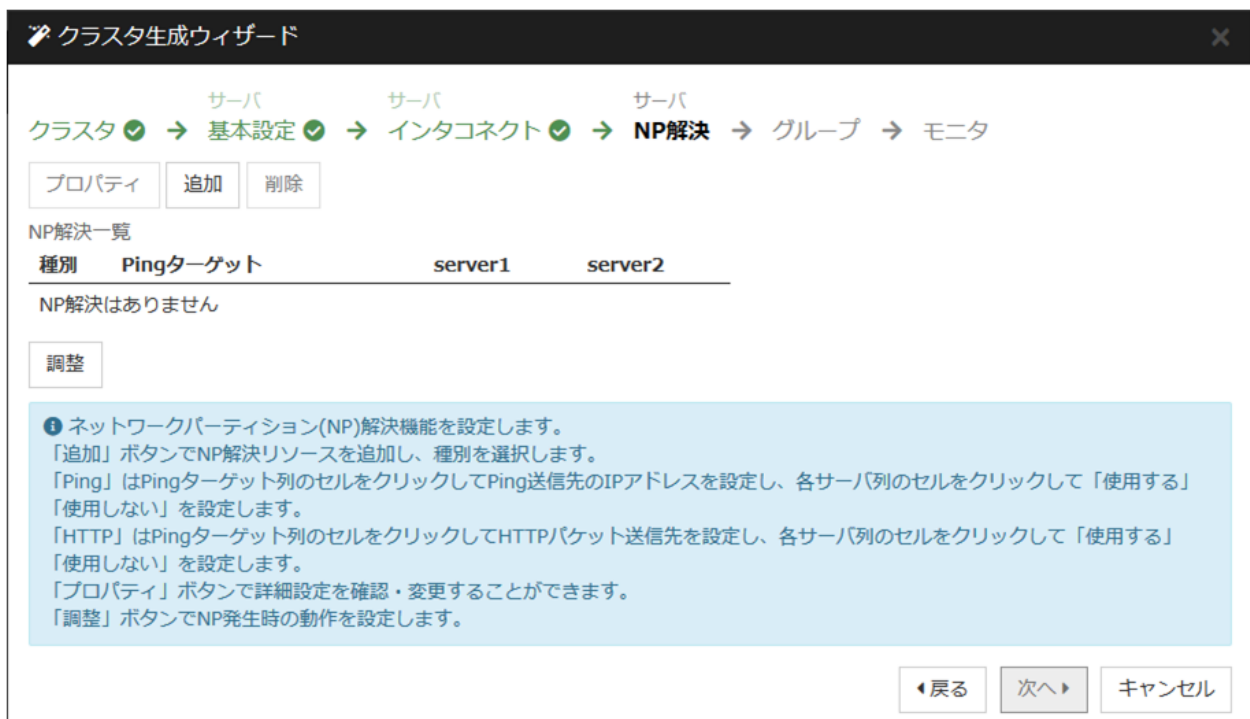 クラスタ生成ウィザード
サーバ サーバ サーバ
クラスタ → 基本設定 → インタコネクト → NP解決 → グループ → モニタ
プロパティ 追加 削除
NP解決一覧
種別 Pingターゲット server1 server2
NP解決はありません
調整
ネットワークパーティション(NP)解決機能を設定します。
「追加」ボタンでNP解決リソースを追加し、種別を選択します。
「Ping」はPingターゲット列のセルをクリックしてPing送信先のIPアドレスを設定し、各サーバ列のセルをクリックして「使用する」
「使用しない」を設定します。
「HTTP」はPingターゲット列のセルをクリックしてHTTPパケット送信先を設定し、各サーバ列のセルをクリックして「使用する」
「使用しない」を設定します。
「プロパティ」ボタンで詳細設定を確認・変更することができます。
「調整」ボタンでNP発生時の動作を設定します。
戻る 次へ キャンセル